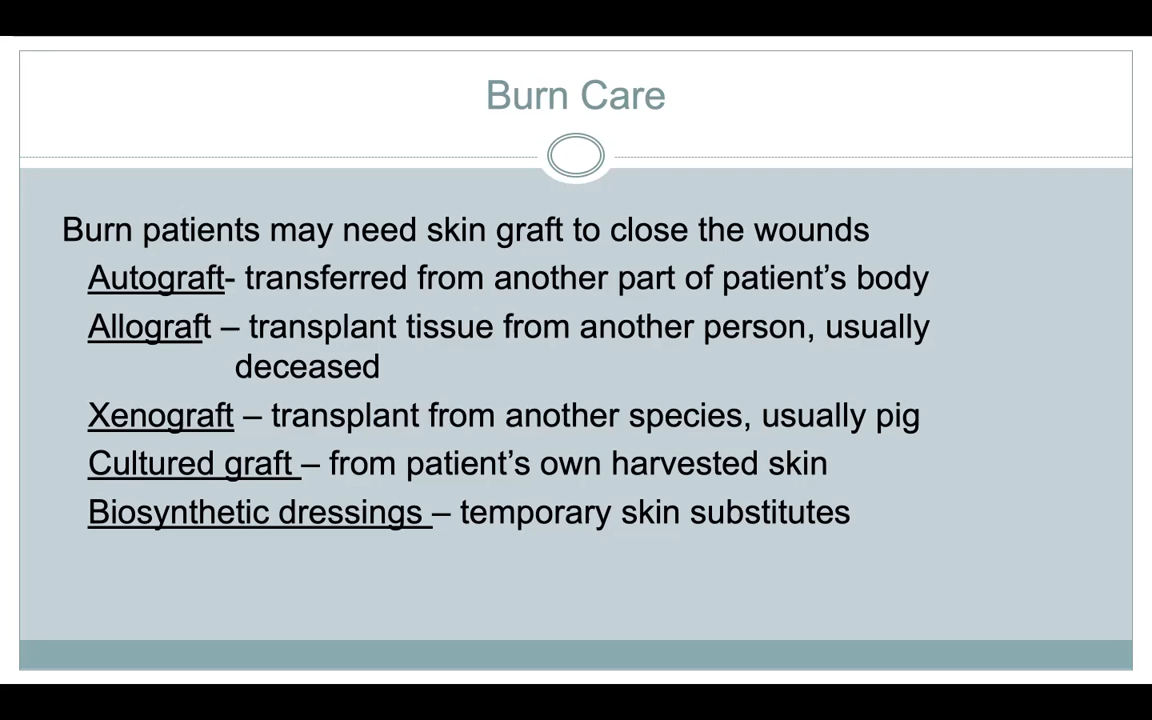 Burn Care
Burn patients may need skin graft to close the wounds
Autograft- transferred from another part of patient’s body
Allograft – transplant tissue from another person, usually
deceased
Xenograft – transplant from another species, usually pig
Cultured graft – from patient’s own harvested skin
Biosynthetic dressings – temporary skin substitutes